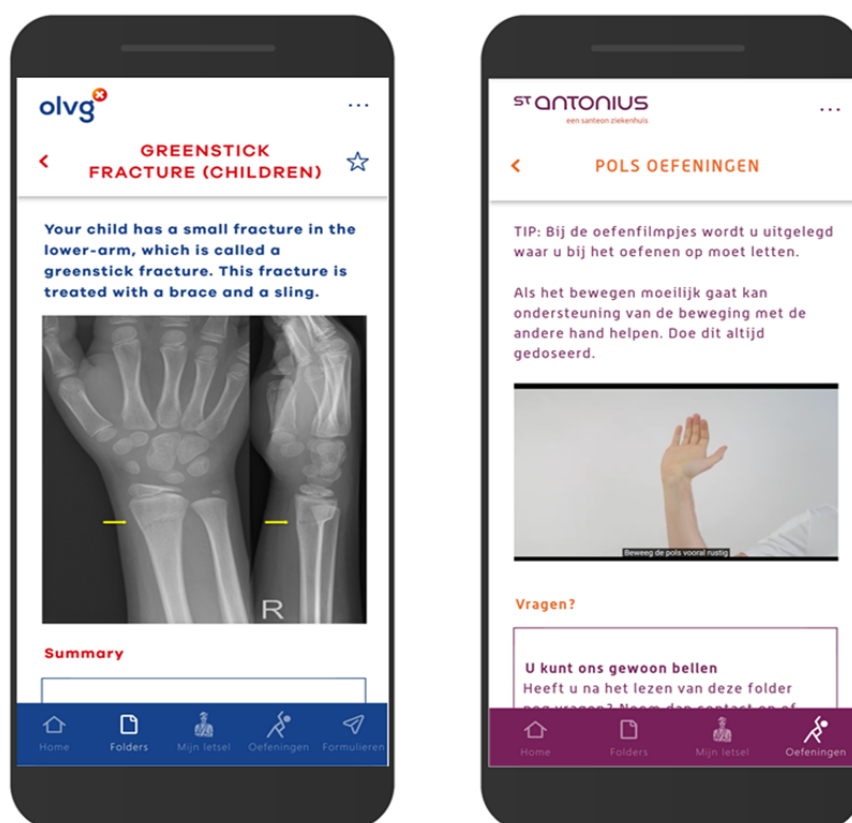 olvg
...
GREENSTICK
FRACTURE (CHILDREN)
Your child has a small fracture in the
lower-arm, which is called a
greenstick fracture. This fracture is
treated with a brace and a sling.
R
Summary
Home Folders Mijn letsel Oefeningen Formulieren
ST ANTONIUS
een santeon ziekenhuis
...
POLS OEFENINGEN
TIP: Bij de oefenfilmpjes wordt u uitgelegd
waar u bij het oefenen op moet letten.
Als het bewegen moeilijk gaat kan
ondersteuning van de beweging met de
andere hand helpen. Doe dit altijd
gedoseerd.
Beweeg de pols vooral rustig
Vragen?
U kunt ons gewoon bellen
Heeft u na het lezen van deze folder
nog vragen? Neem dan contact op of
Home Folders Mijn letsel Oefeningen